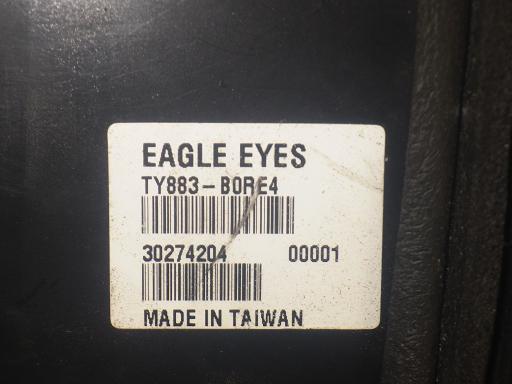 EAGLE EYES
TY883-B0RE4
30274204 00001
MADE IN TAIWAN